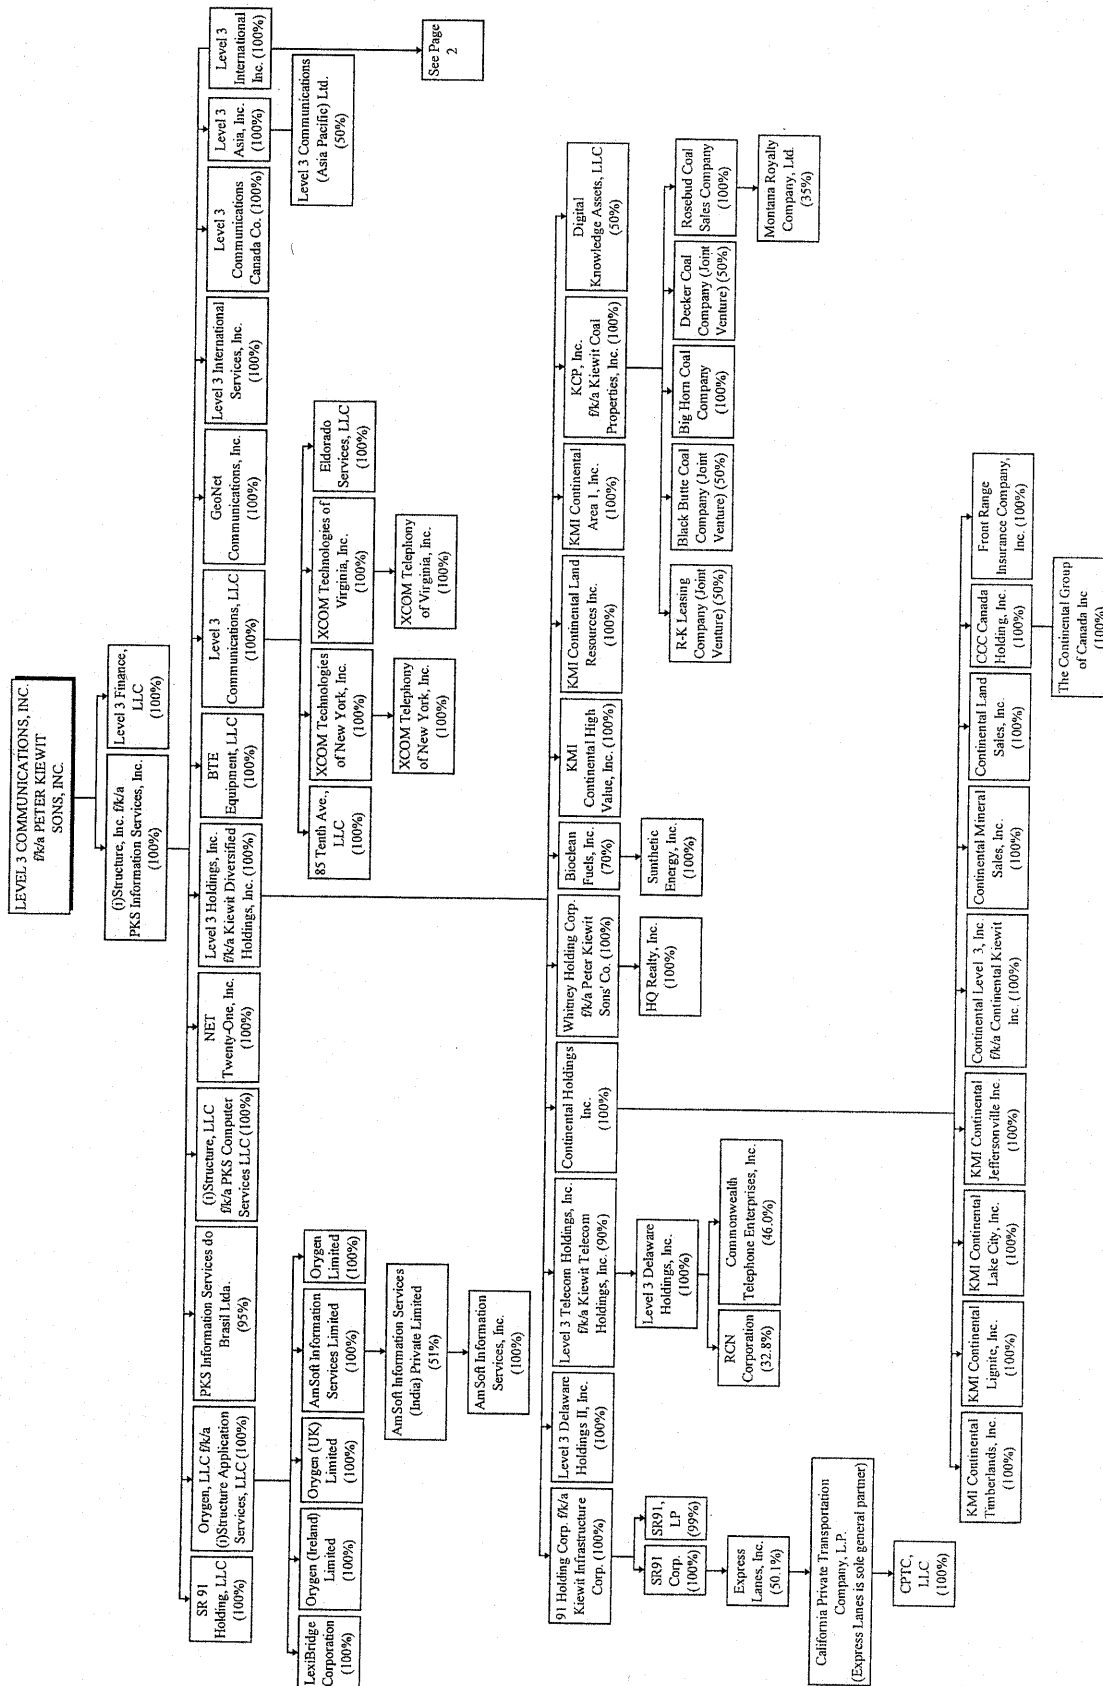 LEVEL 3 COMMUNICATIONS, INC.
f/k/a PETER KIEWIT
SONS, INC.
(i)Structure, Inc. f/k/a
PKS Information Services, Inc.
(100%)
Level 3 Finance,
LLC
(100%)
SR 91
Holding, LLC
(100%)
Orygen, LLC f/k/a
(i)Structure Application
Services, LLC (100%)
PKS Information Services do
Brasil Ltda.
(95%)
(i)Structure, LLC
f/k/a PKS Computer
Services LLC (100%)
NET
Twenty-One, Inc.
(100%)
Level 3 Holdings, Inc.
f/k/a Kiewit Diversified
Holdings, Inc. (100%)
BTE
Equipment, LLC
(100%)
Level 3
Communications, LLC
(100%)
GeoNet
Communications, Inc.
(100%)
Level 3 International
Services, Inc.
(100%)
Level 3
Communications
Canada Co. (100%)
Level 3
Asia, Inc.
(100%)
Level 3
International
Inc. (100%)
LexiBridge
Corporation
(100%)
Orygen (Ireland)
Limited
(100%)
Orygen (UK)
Limited
(100%)
AmSoft Information
Services Limited
(100%)
Orygen
Limited
(100%)
85 Tenth Ave.,
LLC
(100%)
XCOM Technologies
of New York, Inc.
(100%)
XCOM Technologies of
Virginia, Inc.
(100%)
Eldorado
Services, LLC
(100%)
Level 3 Communications
(Asia Pacific) Ltd.
(50%)
AmSoft Information Services
(India) Private Limited
(51%)
XCOM Telephony
of New York, Inc.
(100%)
XCOM Telephony
of Virginia, Inc.
(100%)
See Page
2
AmSoft Information
Services, Inc.
(100%)
91 Holding Corp. f/k/a
Kiewit Infrastructure
Corp. (100%)
Level 3 Delaware
Holdings II, Inc.
(100%)
Level 3 Telecom Holdings, Inc.
f/k/a Kiewit Telecom
Holdings, Inc. (90%)
Continental Holdings
Inc.
(100%)
Whitney Holding Corp.
f/k/a Peter Kiewit
Sons' Co. (100%)
Bioclean
Fuels, Inc.
(70%)
KMI
Continental High
Value, Inc. (100%)
KMI Continental Land
Resources Inc.
(100%)
KMI Continental
Area 1, Inc.
(100%)
KCP, Inc.
f/k/a Kiewit Coal
Properties, Inc. (100%)
Digital
Knowledge Assets, LLC
(50%)
SR91
Corp.
(100%)
SR91,
LP
(99%)
Level 3 Delaware
Holdings, Inc.
(100%)
HQ Realty, Inc.
(100%)
Sunthetic
Energy, Inc.
(100%)
R-K Leasing
Company (Joint
Venture) (50%)
Black Butte Coal
Company (Joint
Venture) (50%)
Big Horn Coal
Company
(100%)
Decker Coal
Company (Joint
Venture) (50%)
Rosebud Coal
Sales Company
(100%)
Express
Lanes, Inc.
(50.1%)
RCN
Corporation
(32.8%)
Commonwealth
Telephone Enterprises, Inc.
(46.0%)
Montana Royalty
Company, Ltd.
(35%)
California Private Transportation
Company, L.P.
(Express Lanes is sole general partner)
CPTC,
LLC
(100%)
KMI Continental
Timberlands, Inc.
(100%)
KMI Continental
Lignite, Inc.
(100%)
KMI Continental
Lake City, Inc.
(100%)
KMI Continental
Jeffersonville Inc.
(100%)
Continental Level 3, Inc.
f/k/a Continental Kiewit
Inc. (100%)
Continental Mineral
Sales, Inc.
(100%)
Continental Land
Sales, Inc.
(100%)
CCC Canada
Holding, Inc.
(100%)
Front Range
Insurance Company,
Inc. (100%)
The Continental Group
of Canada Inc
(100%)